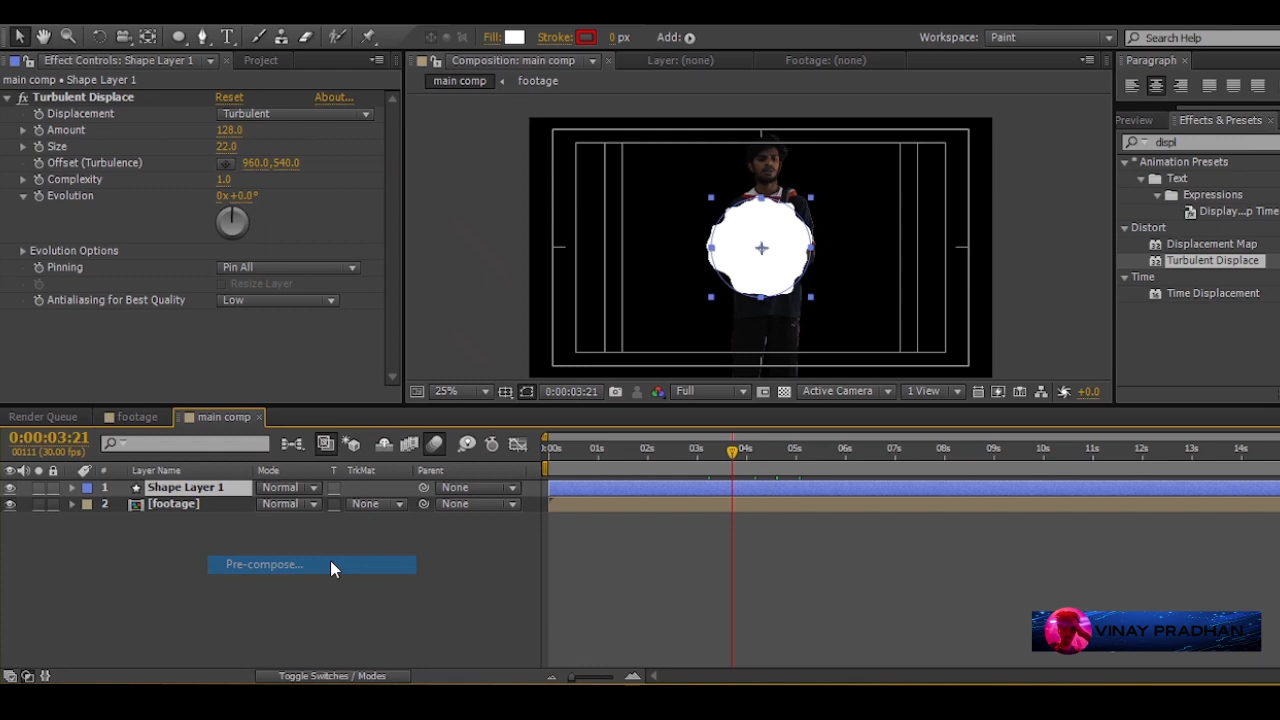 Fill: Stroke: 0 px Add: Workspace: Paint Search Help
Effect Controls: Shape Layer 1 Project Composition: main comp Layer: (none) Footage: (none) Paragraph
main comp • Shape Layer 1
main comp footage
fx Turbulent Displace Reset About...
Displacement Turbulent
Amount 128.0
Size 22.0
Offset (Turbulence) 960.0,540.0
Complexity 1.0
Evolution 0x+0.0°
Evolution Options
Pinning Pin All
Resize Layer
Antialiasing for Best Quality Low
Preview Effects & Presets
displ
* Animation Presets
Text
Expressions
Display...p Time
Distort
Displacement Map
Turbulent Displace
Time
Time Displacement
25% 0:00:03:21 Full Active Camera 1 View +0.0
Render Queue footage main comp
0:00:03:21
00111 (30.00 fps)
:00s 01s 02s 03s 04s 05s 06s 07s 08s 09s 10s 11s 12s 13s 14s
# Layer Name Mode T TrkMat Parent
1 Shape Layer 1 Normal None
2 [footage] Normal None None
Pre-compose...
VINAY PRADHAN
Toggle Switches / Modes